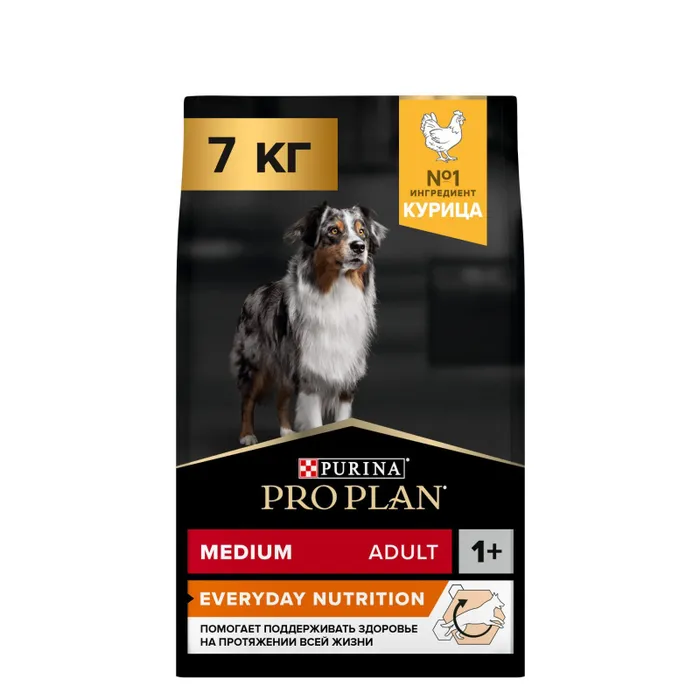 7 КГ
№1
ИНГРЕДИЕНТ
КУРИЦА
PURINA
PRO PLAN
MEDIUM ADULT 1+
EVERYDAY NUTRITION
ПОМОГАЕТ ПОДДЕРЖИВАТЬ ЗДОРОВЬЕ
НА ПРОТЯЖЕНИИ ВСЕЙ ЖИЗНИ